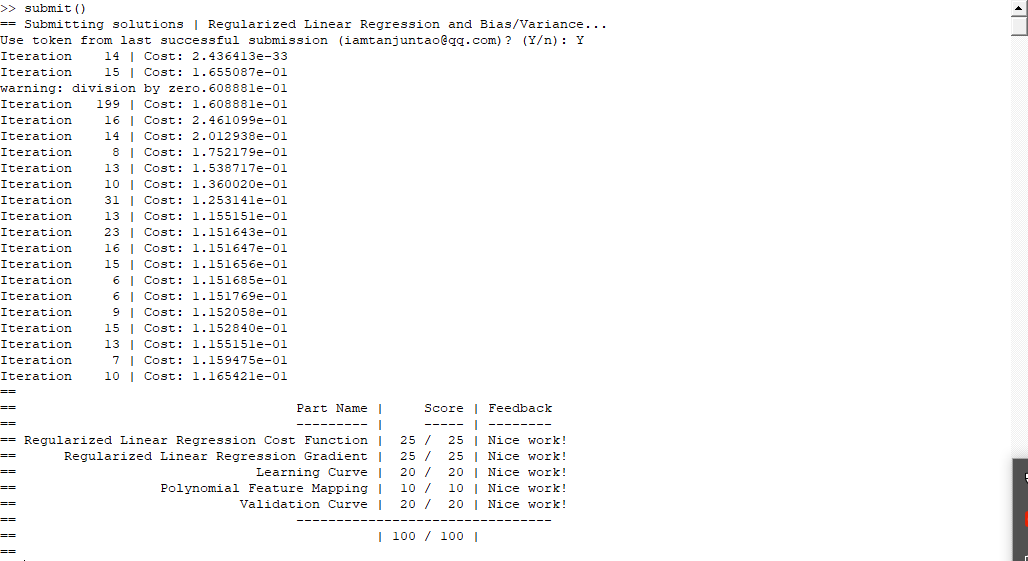 >> submit()
== Submitting solutions | Regularized Linear Regression and Bias/Variance...
Use token from last successful submission (iamtanjuntao@qq.com)? (Y/n): Y
Iteration    14 | Cost: 2.436413e-33
Iteration    15 | Cost: 1.655087e-01
warning: division by zero.608881e-01
Iteration   199 | Cost: 1.608881e-01
Iteration    16 | Cost: 2.461099e-01
Iteration    14 | Cost: 2.012938e-01
Iteration     8 | Cost: 1.752179e-01
Iteration    13 | Cost: 1.538717e-01
Iteration    10 | Cost: 1.360020e-01
Iteration    31 | Cost: 1.253141e-01
Iteration    13 | Cost: 1.155151e-01
Iteration    23 | Cost: 1.151643e-01
Iteration    16 | Cost: 1.151647e-01
Iteration    15 | Cost: 1.151656e-01
Iteration     6 | Cost: 1.151685e-01
Iteration     6 | Cost: 1.151769e-01
Iteration     9 | Cost: 1.152058e-01
Iteration    15 | Cost: 1.152840e-01
Iteration    13 | Cost: 1.155151e-01
Iteration     7 | Cost: 1.159475e-01
Iteration    10 | Cost: 1.165421e-01
==
==                                   Part Name |     Score | Feedback
==                                   --------- |     ----- | --------
== Regularized Linear Regression Cost Function |  25 /  25 | Nice work!
==      Regularized Linear Regression Gradient |  25 /  25 | Nice work!
==                              Learning Curve |  20 /  20 | Nice work!
==                  Polynomial Feature Mapping |  10 /  10 | Nice work!
==                            Validation Curve |  20 /  20 | Nice work!
==                                   --------------------------------
==                                             | 100 / 100 |
==